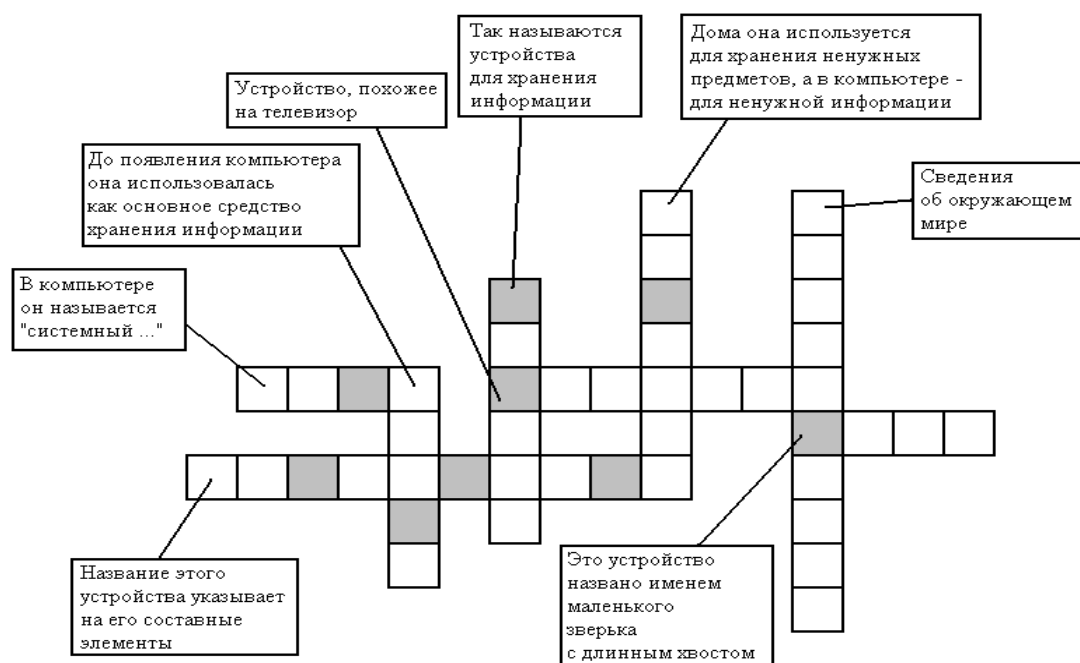 Так называются
устройства
для хранения
информации
Дома она используется
для хранения ненужных
предметов, а в компьютере -
для ненужной информации
Устройство, похожее
на телевизор
До появления компьютера
она использовалась
как основное средство
хранения информации
Сведения
об окружающем
мире
В компьютере
он называется
"системный ..."
Название этого
устройства указывает
на его составные
элементы
Это устройство
названо именем
маленького
зверька
с длинным хвостом